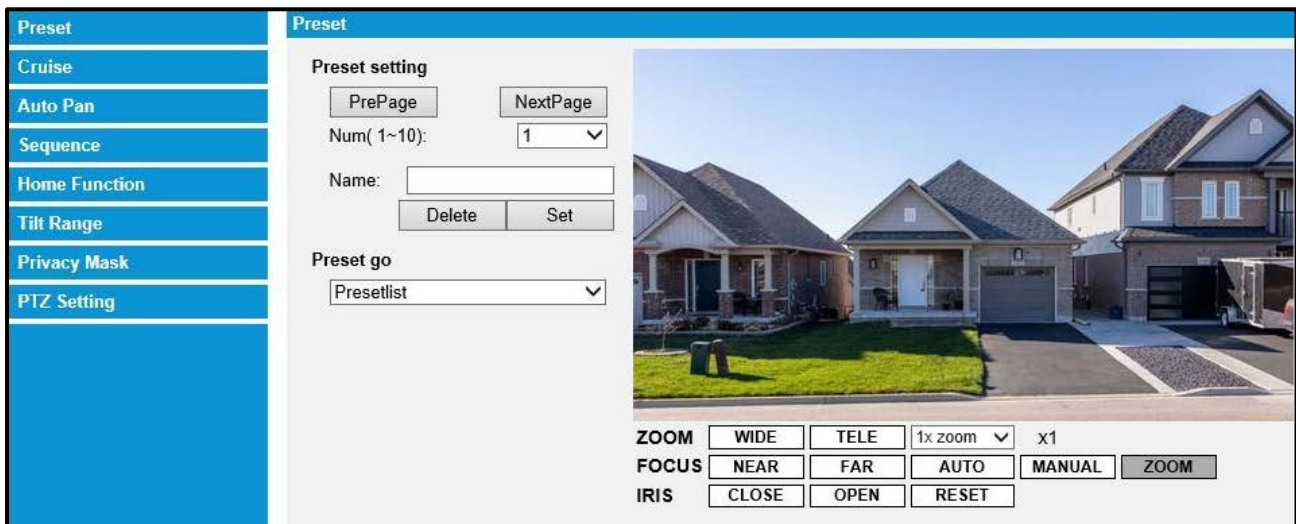 Preset
Cruise
Auto Pan
Sequence
Home Function
Tilt Range
Privacy Mask
PTZ Setting
Preset
Preset setting
PrePage NextPage
Num( 1~10): 1
Name:
Delete Set
Preset go
Presetlist
ZOOM WIDE TELE 1x zoom x1
FOCUS NEAR FAR AUTO MANUAL ZOOM
IRIS CLOSE OPEN RESET